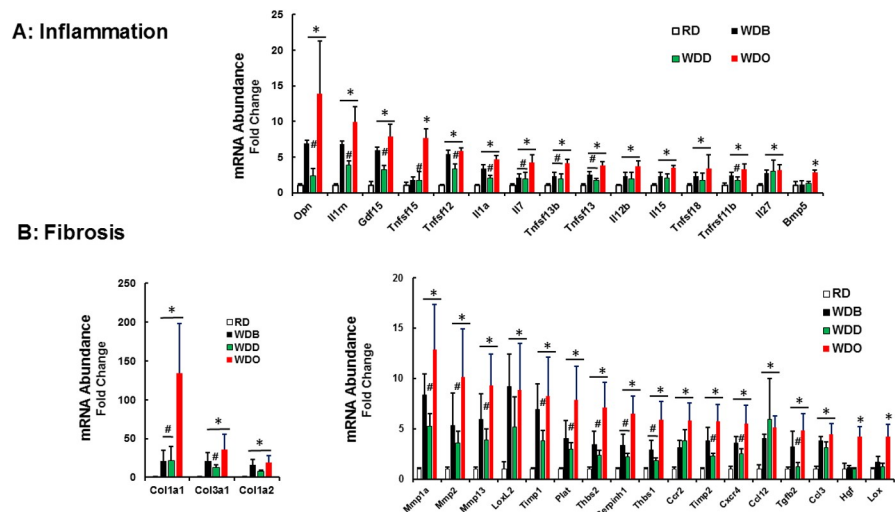 A: Inflammation
25
20
15
10
5
0
mRNA Abundance
Fold Change
RD
WDB
WDD
WDO
* * * * * * * * * * * * * * *
# # # # # # # # # #
Opn Il1rn Gdf15 Tnfsf15 Tnfsf12 Il1a Il7 Tnfsf13b Tnfsf13 Il12b Il15 Tnfsf18 Tnfrsf11b Il27 Bmp5
B: Fibrosis
250
200
150
100
50
0
mRNA Abundance
Fold Change
RD
WDB
WDD
WDO
* * *
# #
Col1a1 Col3a1 Col1a2
20
15
10
5
0
mRNA Abundance
Fold Change
RD
WDB
WDD
WDO
* * * * * * * * * * * * * * * * *
# # # # # # # # # # # #
Mmp1a Mmp2 Mmp13 LoxL2 Timp1 Plat Thbs2 Serpinh1 Thbs1 Ccr2 Timp2 Cxcr4 Ccl12 Tgfb2 Ccl3 Hgf Lox